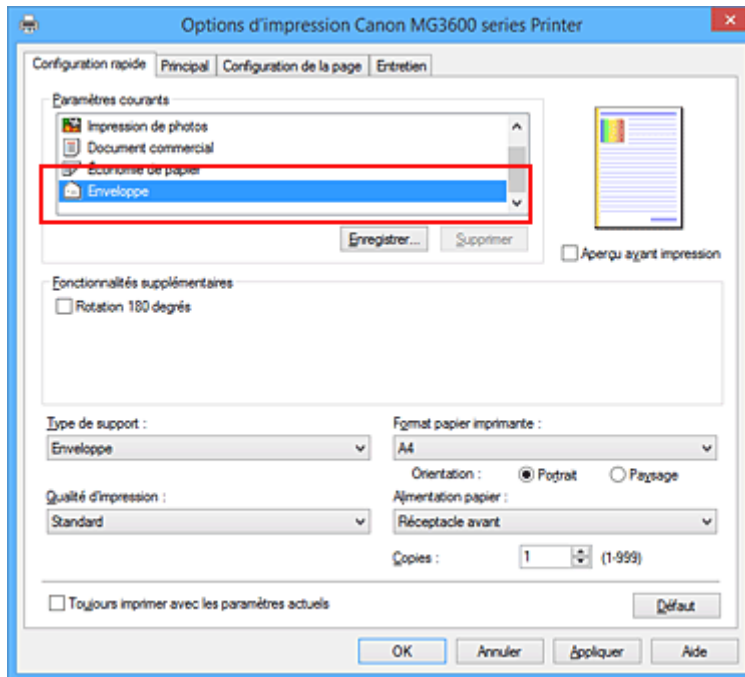 Options d'impression Canon MG3600 series Printer
Configuration rapide Principal Configuration de la page Entretien
Paramètres courants
Impression de photos
Document commercial
Économie de papier
Enveloppe
Enregistrer... Supprimer
Aperçu avant impression
Fonctionnalités supplémentaires
Rotation 180 degrés
Type de support : Format papier imprimante :
Enveloppe A4
Orientation : Portrait Paysage
Qualité d'impression : Alimentation papier :
Standard Réceptacle avant
Copies : 1 (1-999)
Toujours imprimer avec les paramètres actuels Défaut
OK Annuler Appliquer Aide